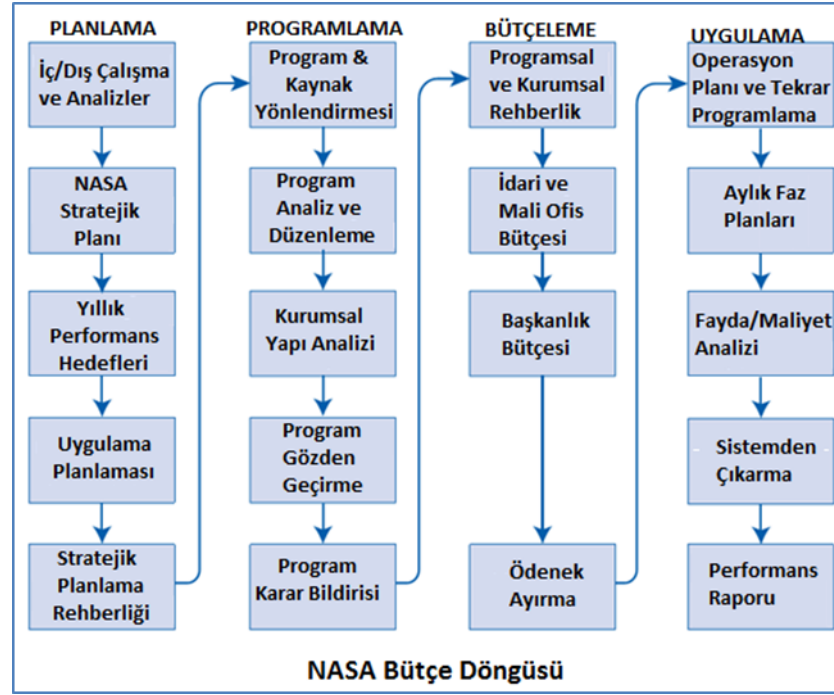 PLANLAMA
İç/Dış Çalışma
ve Analizler
NASA
Stratejik
Planı
Yıllık
Performans
Hedefleri
Uygulama
Planlaması
Stratejik
Planlama
Rehberliği
PROGRAMLAMA
Program &
Kaynak
Yönlendirmesi
Program
Analiz ve
Düzenleme
Kurumsal
Yapı Analizi
Program
Gözden
Geçirme
Program
Karar Bildirisi
BÜTÇELEME
Programsal
ve Kurumsal
Rehberlik
İdari ve
Mali Ofis
Bütçesi
Başkanlık
Bütçesi
Ödenek
Ayırma
UYGULAMA
Operasyon
Planı ve Tekrar
Programlama
Aylık Faz
Planları
Fayda/Maliyet
Analizi
Sistemden
Çıkarma
Performans
Raporu
NASA Bütçe Döngüsü